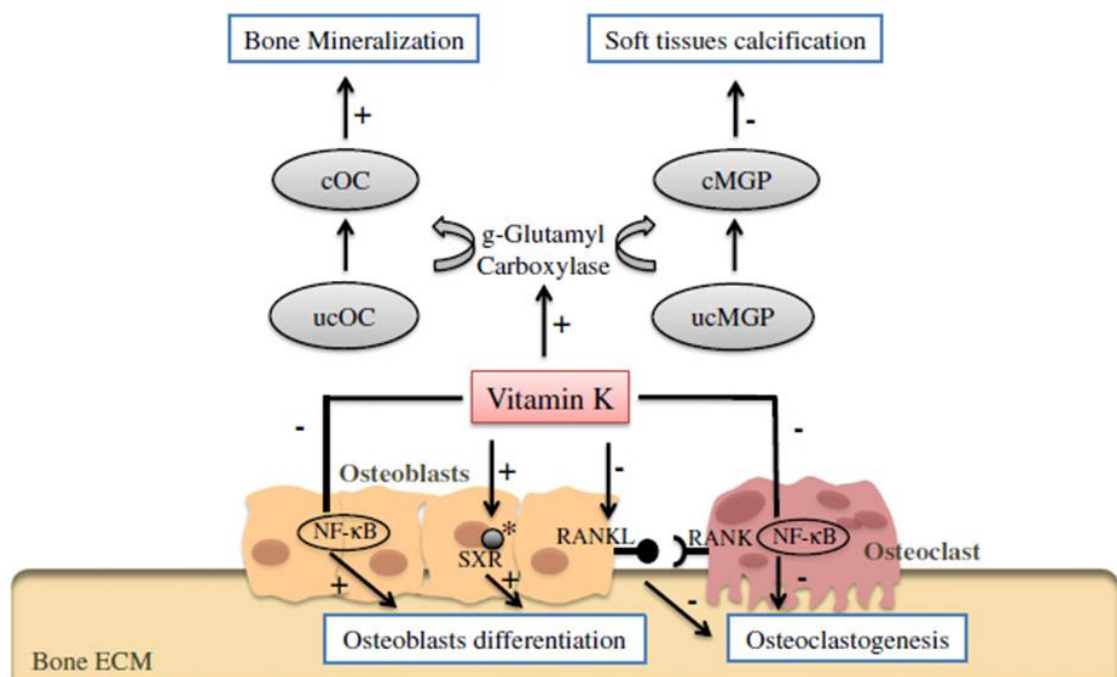 Bone Mineralization
Soft tissues calcification
+
-
cOC
cMGP
g-Glutamyl
Carboxylase
ucOC
ucMGP
+
Vitamin K
-
-
+
-
Osteoblasts
NF-κB
*
SXR
RANKL
RANK
NF-κB
Osteoclast
+
+
-
-
Osteoblasts differentiation
Osteoclastogenesis
Bone ECM